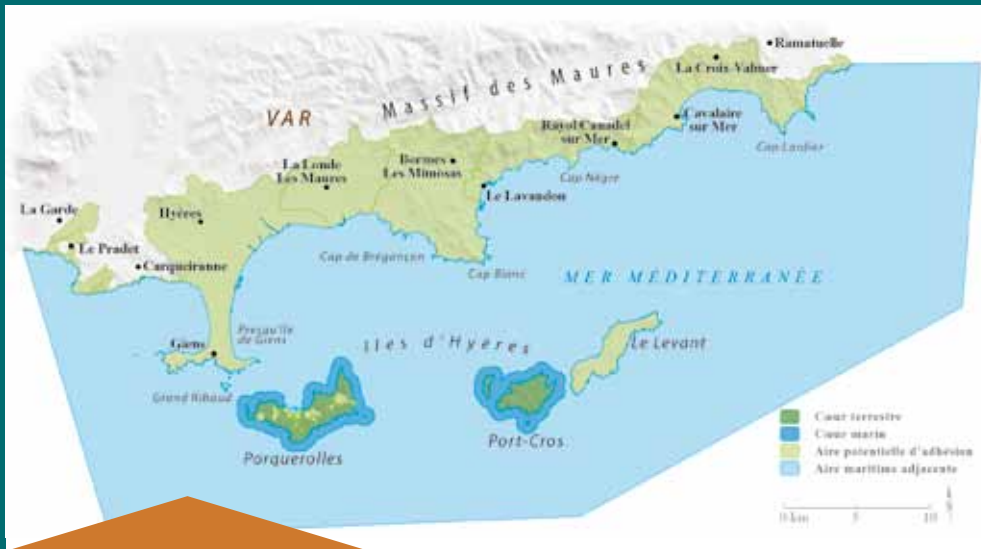 Ramatuelle
La Croix-Valmer
Massif des Maures
VAR
Cavalaire
sur Mer
Rayol Canadel
sur Mer
Cap Lardier
Bormes
Les Mimosas
La Londe
Les Maures
Cap Nègre
Le Lavandou
La Garde
Hyères
Le Pradet
Carqueiranne
Cap de Brégançon
Cap Blanc
MER MÉDITERRANÉE
Presqu'île
de Giens
Giens
Iles d'Hyères
Le Levant
Grand Ribaud
Porquerolles
Port-Cros
Cœur terrestre
Cœur marin
Aire potentielle d'adhésion
Aire maritime adjacente
0 km 5 10